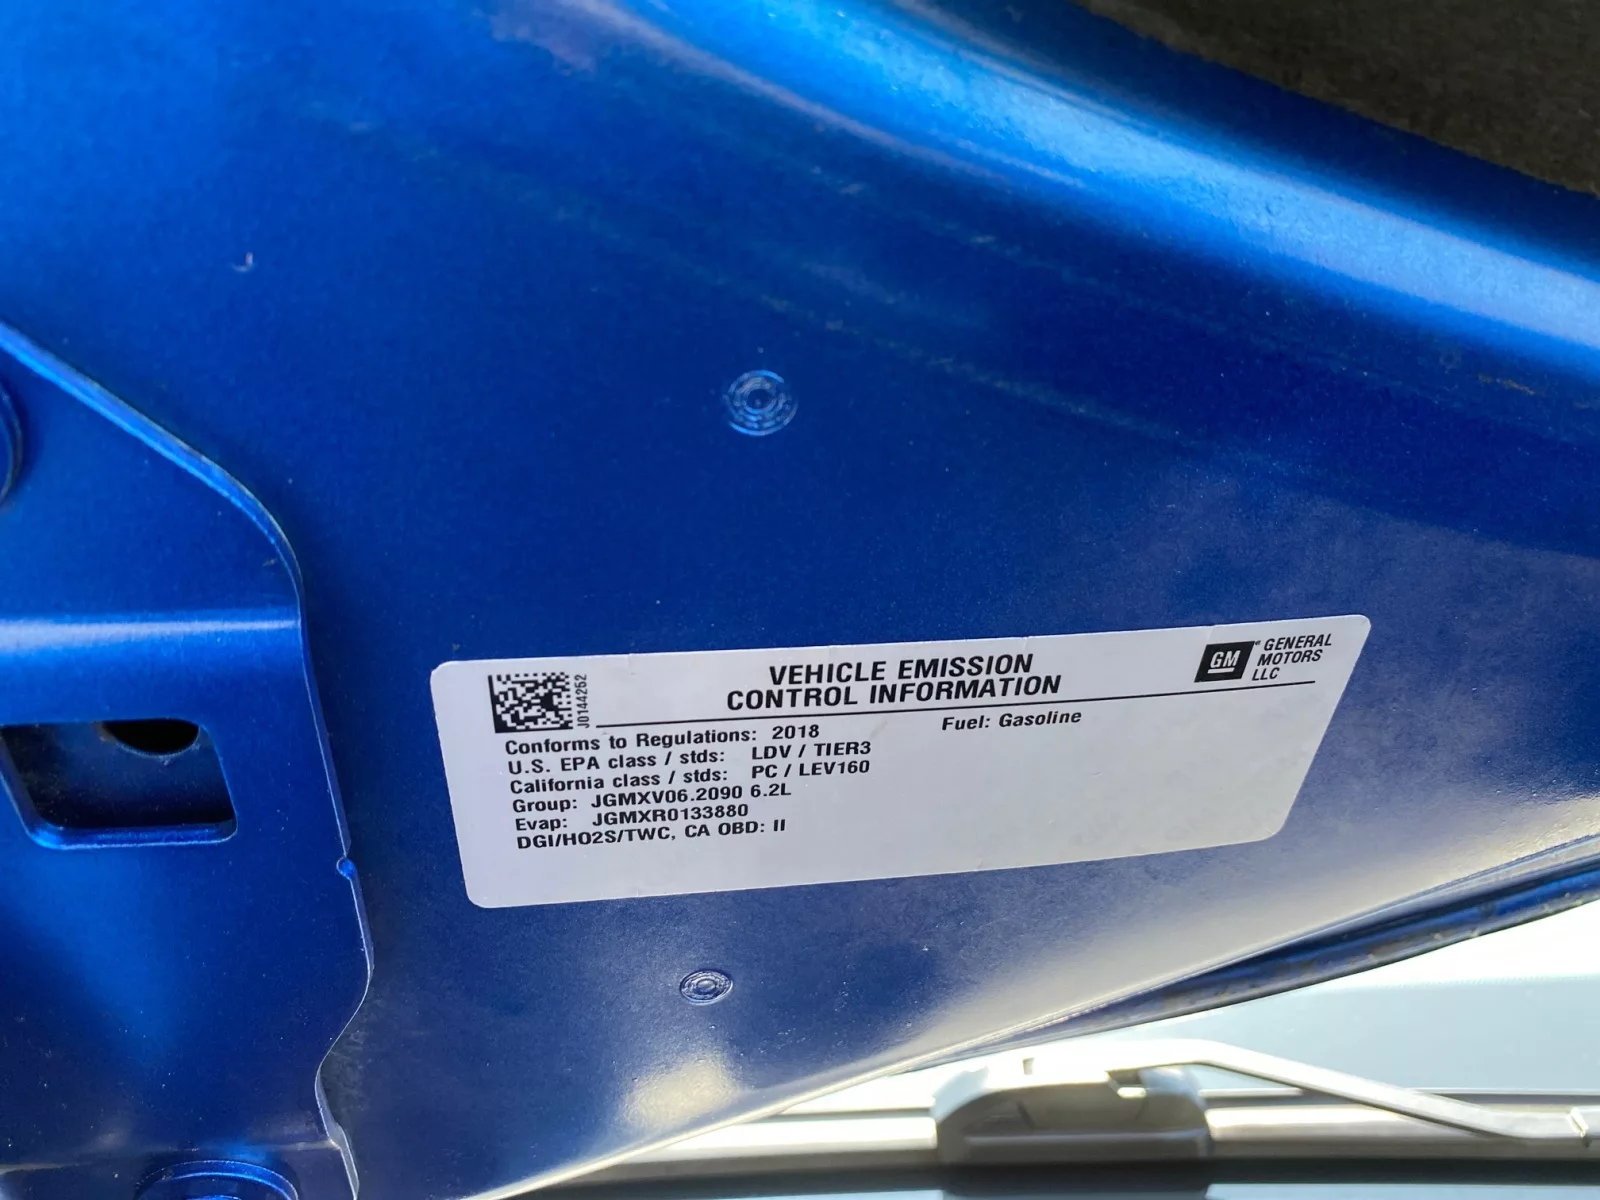 VEHICLE EMISSION
CONTROL INFORMATION
GM
GENERAL
MOTORS
LLC
J0144262
Conforms to Regulations: 2018
Fuel: Gasoline
U.S. EPA class / stds: LDV / TIER3
California class / stds: PC / LEV160
Group: JGMXV06.2090 6.2L
Evap: JGMXR0133880
DGI/HO2S/TWC, CA OBD: II